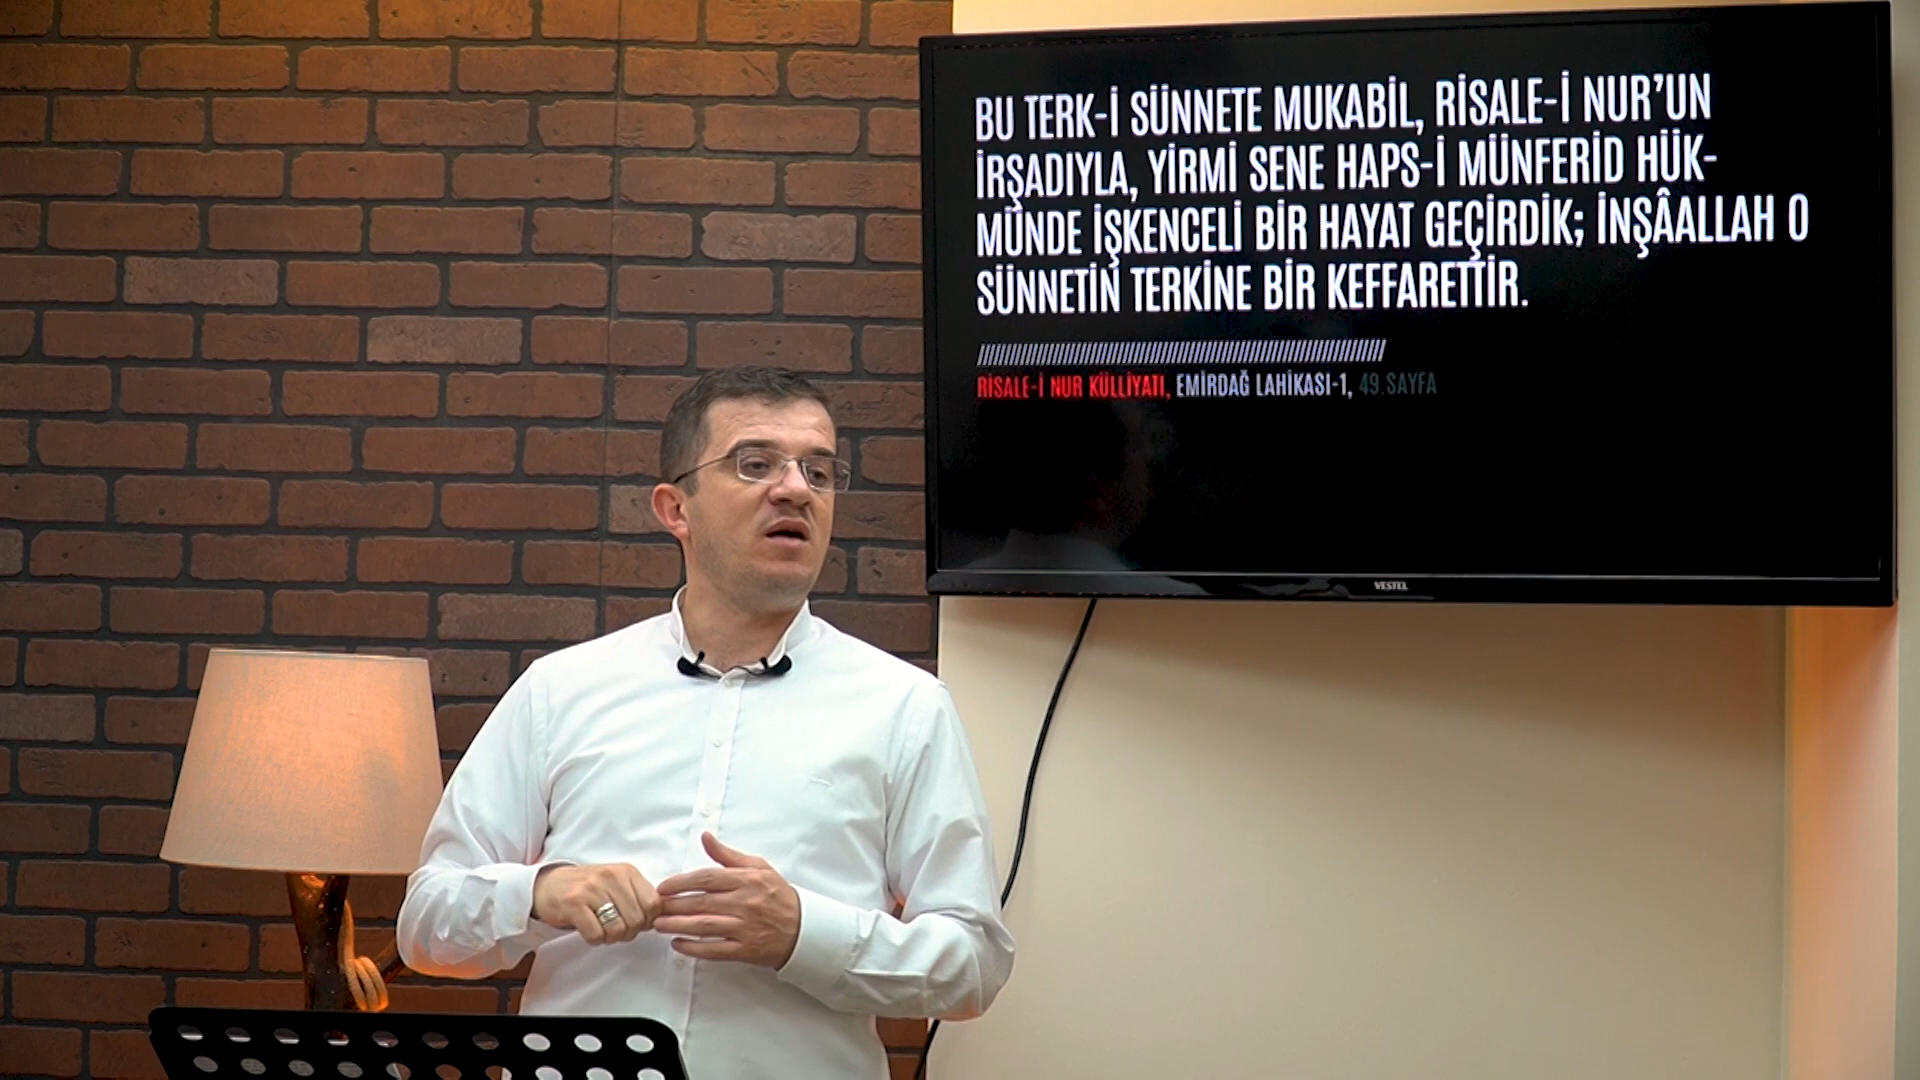 BU TERK-İ SÜNNETE MUKABİL, RİSALE-İ NUR'UN
İRŞADIYLA, YİRMİ SENE HAPS-İ MÜNFERİD HÜK-
MÜNDE İŞKENCELİ BİR HAYAT GEÇİRDİK; İNŞÂALLAH O
SÜNNETİN TERKİNE BİR KEFFARETTİR.
RİSALE-İ NUR KÜLLİYATI, EMİRDAĞ LAHİKASI-1, 49.SAYFA
VESTEL